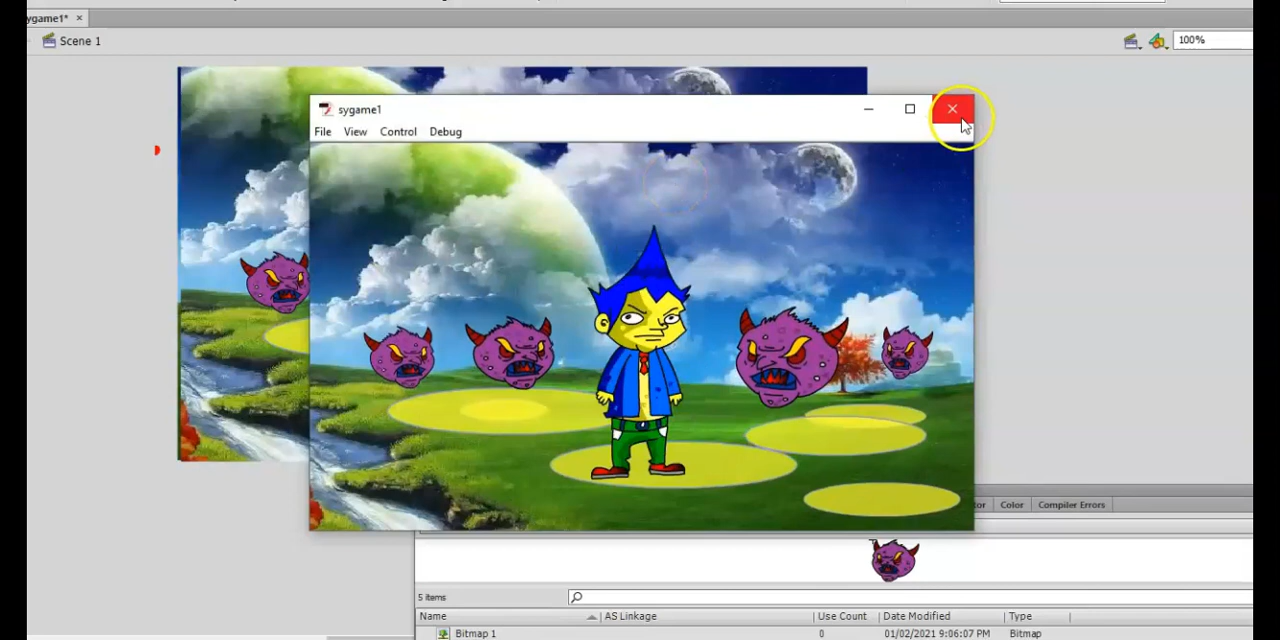 ygame1* ×
Scene 1
100%
sygame1
File View Control Debug
tor Color Compiler Errors
5 items
Name AS Linkage Use Count Date Modified Type
Bitmap 1 0 01/02/2021 9:06:07 PM Bitmap